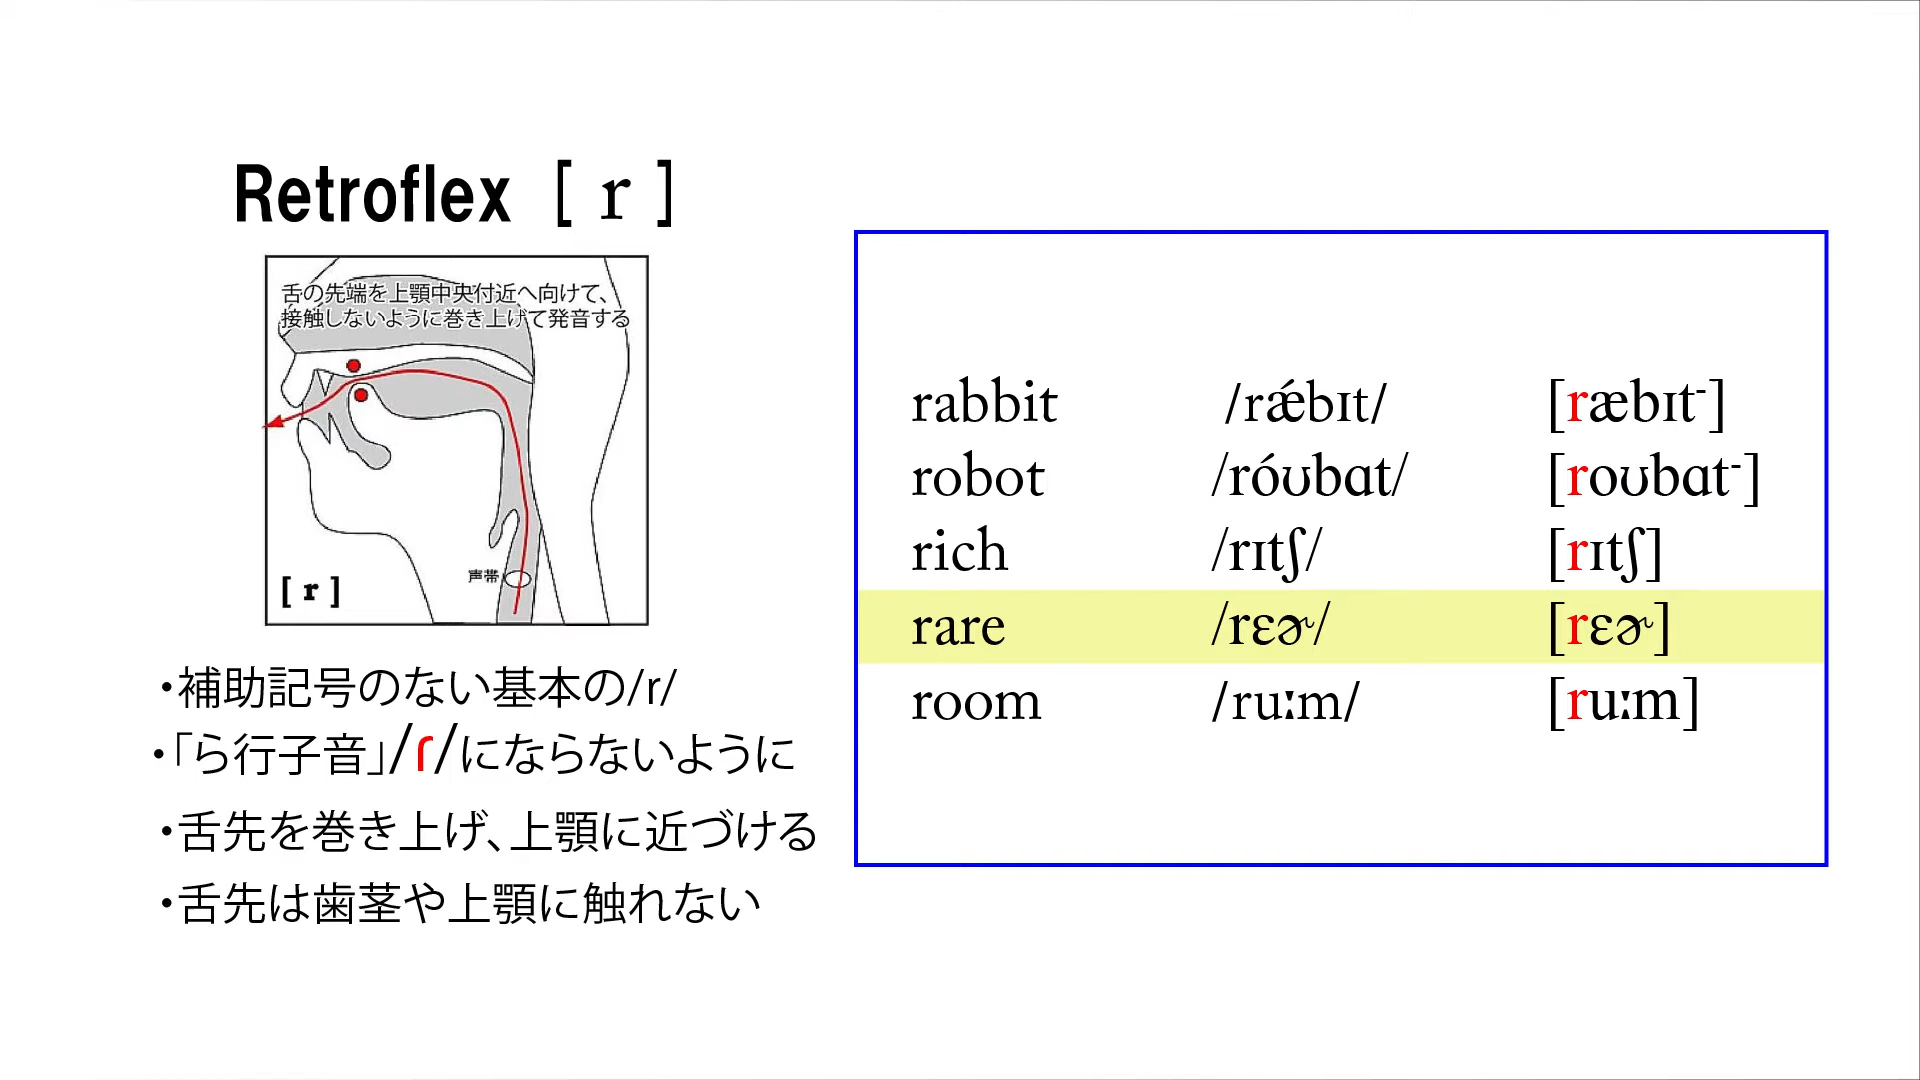 Retroflex [ r ]
舌の先端を上顎中央付近へ向けて、
接触しないように巻き上げて発音する
声帯
[ r ]
・補助記号のない基本の/r/
・「ら行子音」/ɾ/にならないように
・舌先を巻き上げ、上顎に近づける
・舌先は歯茎や上顎に触れない
rabbit /rǽbɪt/ [ræbɪt˗]
robot /róʊbɑt/ [roʊbɑt˗]
rich /rɪtʃ/ [rɪtʃ]
rare /rɛɚ/ [rɛɚ]
room /ruːm/ [ruːm]